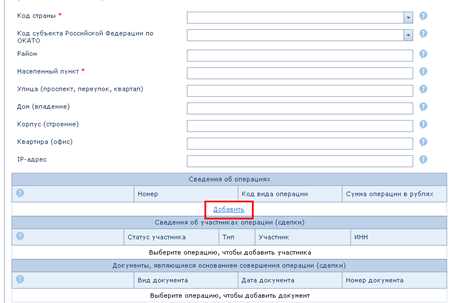 Код страны *
Код субъекта Российской Федерации по
ОКАТО
Район
Населенный пункт *
Улица (проспект, переулок, квартал)
Дом (владение)
Корпус (строение)
Квартира (офис)
IP-адрес
Сведения об операциях
Номер Код вида операции Сумма операции в рублях
Добавить
Сведения об участниках операции (сделки)
Статус участника Тип Участник ИНН
Выберите операцию, чтобы добавить участника
Документы, являющиеся основанием совершения операции (сделки)
Вид документа Дата документа Номер документа
Выберите операцию, чтобы добавить документ